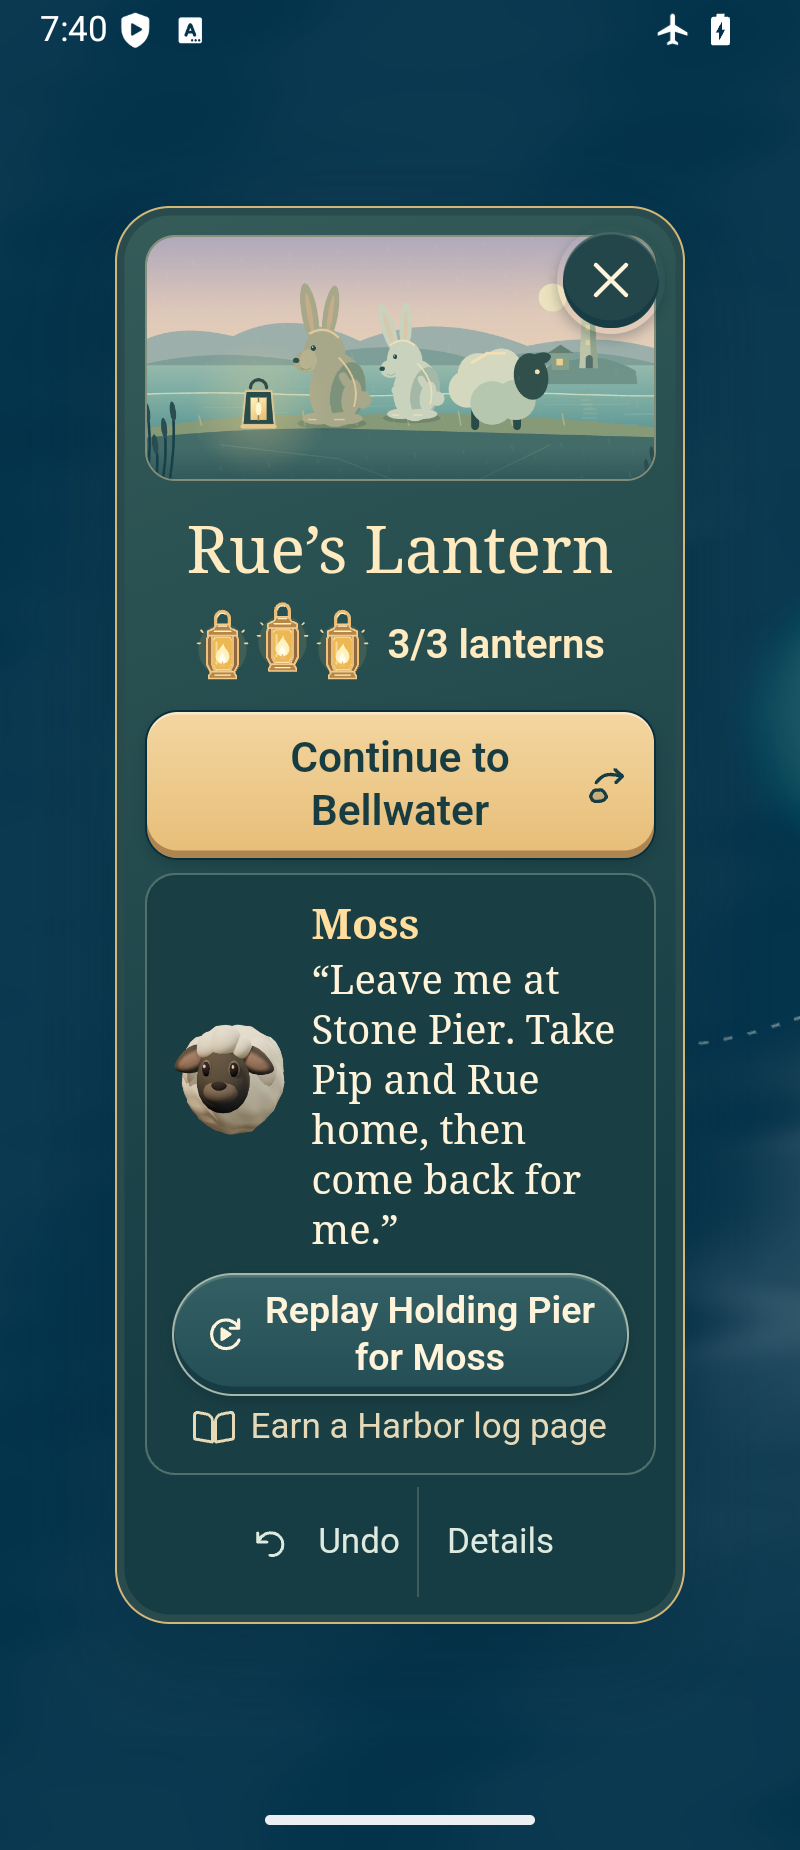 7:40
A
Rue’s Lantern
3/3 lanterns
Continue to
Bellwater
Moss
“Leave me at
Stone Pier. Take
Pip and Rue
home, then
come back for
me.”
Replay Holding Pier
for Moss
Earn a Harbor log page
Undo
Details